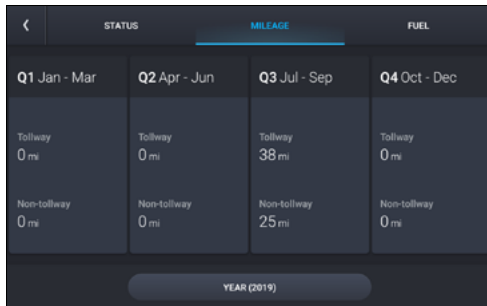 STATUS MILEAGE FUEL
Q1 Jan - Mar Q2 Apr - Jun Q3 Jul - Sep Q4 Oct - Dec
Tollway Tollway Tollway Tollway
0 mi 0 mi 38 mi 0 mi
Non-tollway Non-tollway Non-tollway Non-tollway
0 mi 0 mi 25 mi 0 mi
YEAR (2019)